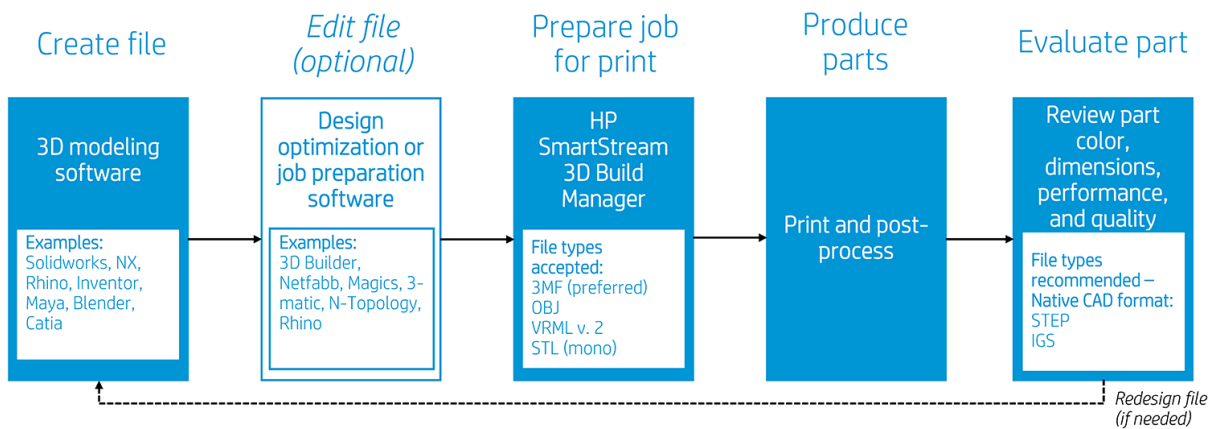 Create file
Edit file
(optional)
Prepare job
for print
Produce
parts
Evaluate part
3D modeling
software
Examples:
Solidworks, NX,
Rhino, Inventor,
Maya, Blender,
Catia
Design
optimization or
job preparation
software
Examples:
3D Builder,
Netfabb, Magics, 3-
matic, N-Topology,
Rhino
HP
SmartStream
3D Build
Manager
File types
accepted:
3MF (preferred)
OBJ
VRML v. 2
STL (mono)
Print and post-
process
Review part
color,
dimensions,
performance,
and quality
File types
recommended –
Native CAD format:
STEP
IGS
Redesign file
(if needed)